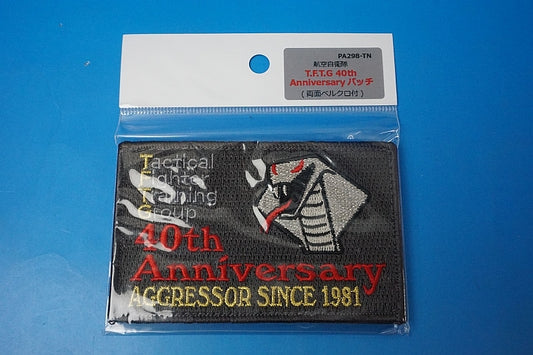 PA298-TN
航空自衛隊
T.F.T.G 40th
Anniversary パッチ
(両面ベルクロ付)
Tactical
Fighter
Training
Group
40th
Anniversary
AGGRESSOR SINCE 1981